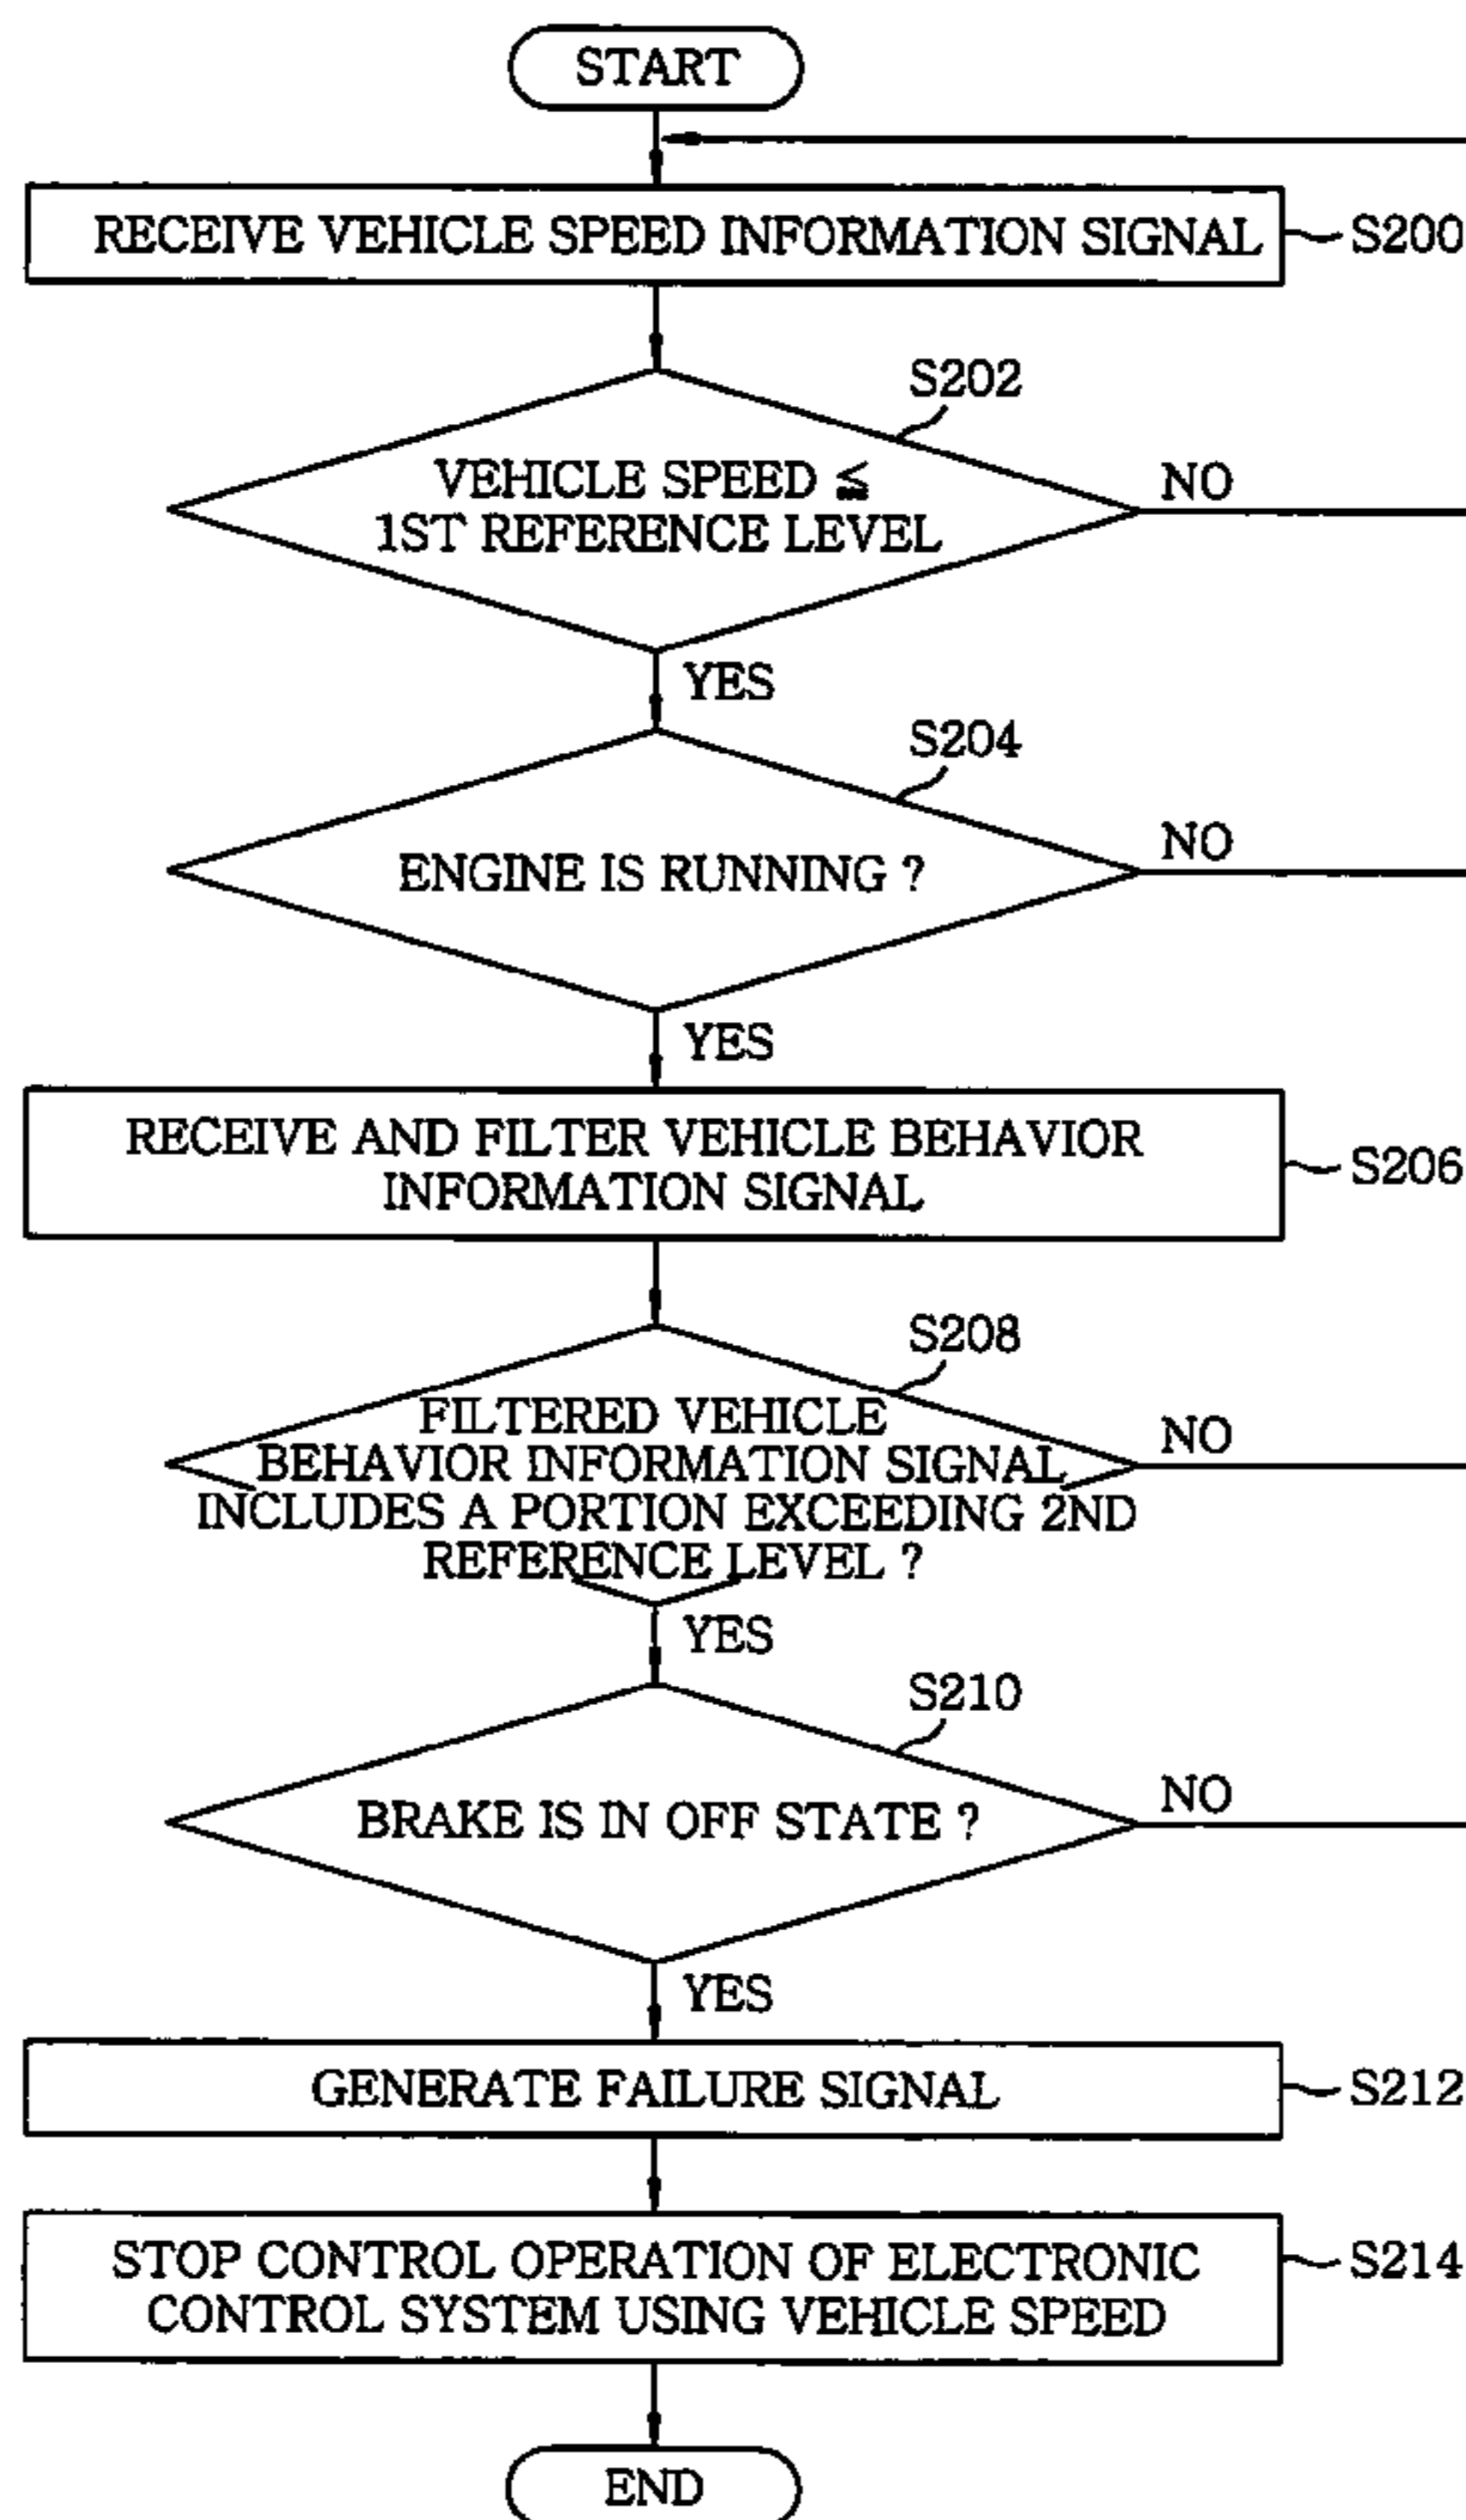 START
RECEIVE VEHICLE SPEED INFORMATION SIGNAL
S200
S202
VEHICLE SPEED ≦
1ST REFERENCE LEVEL
NO
YES
S204
ENGINE IS RUNNING ?
NO
YES
RECEIVE AND FILTER VEHICLE BEHAVIOR
INFORMATION SIGNAL
S206
S208
FILTERED VEHICLE
BEHAVIOR INFORMATION SIGNAL
INCLUDES A PORTION EXCEEDING 2ND
REFERENCE LEVEL ?
NO
YES
S210
BRAKE IS IN OFF STATE ?
NO
YES
GENERATE FAILURE SIGNAL
S212
STOP CONTROL OPERATION OF ELECTRONIC
CONTROL SYSTEM USING VEHICLE SPEED
S214
END